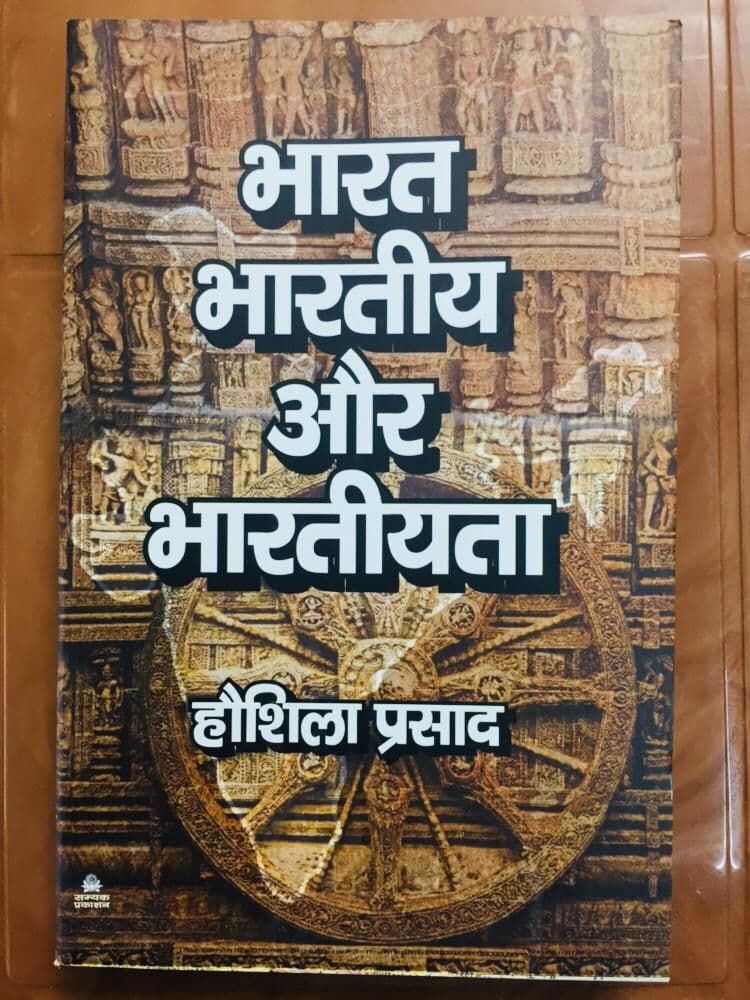 भारत
भारतीय
और
भारतीयता
हौशिला प्रसाद
सम्यक
प्रकाशन